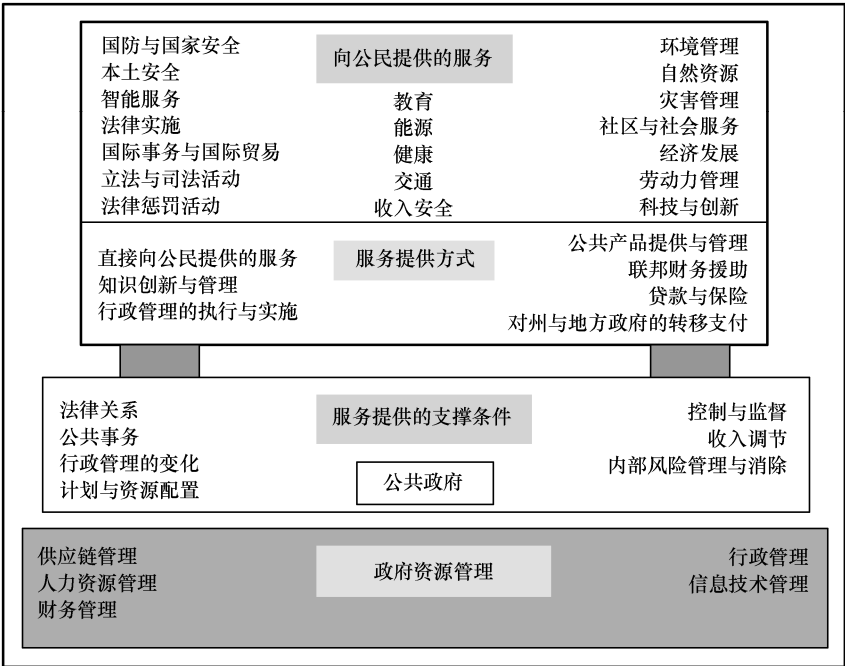 向公民提供的服务
国防与国家安全
本土安全
智能服务
法律实施
国际事务与国际贸易
立法与司法活动
法律惩罚活动
教育
能源
健康
交通
收入安全
环境管理
自然资源
灾害管理
社区与社会服务
经济发展
劳动力管理
科技与创新
服务提供方式
直接向公民提供的服务
知识创新与管理
行政管理的执行与实施
公共产品提供与管理
联邦财务援助
贷款与保险
对州与地方政府的转移支付
服务提供的支撑条件
法律关系
公共事务
行政管理的变化
计划与资源配置
公共政府
控制与监督
收入调节
内部风险管理与消除
政府资源管理
供应链管理
人力资源管理
财务管理
行政管理
信息技术管理